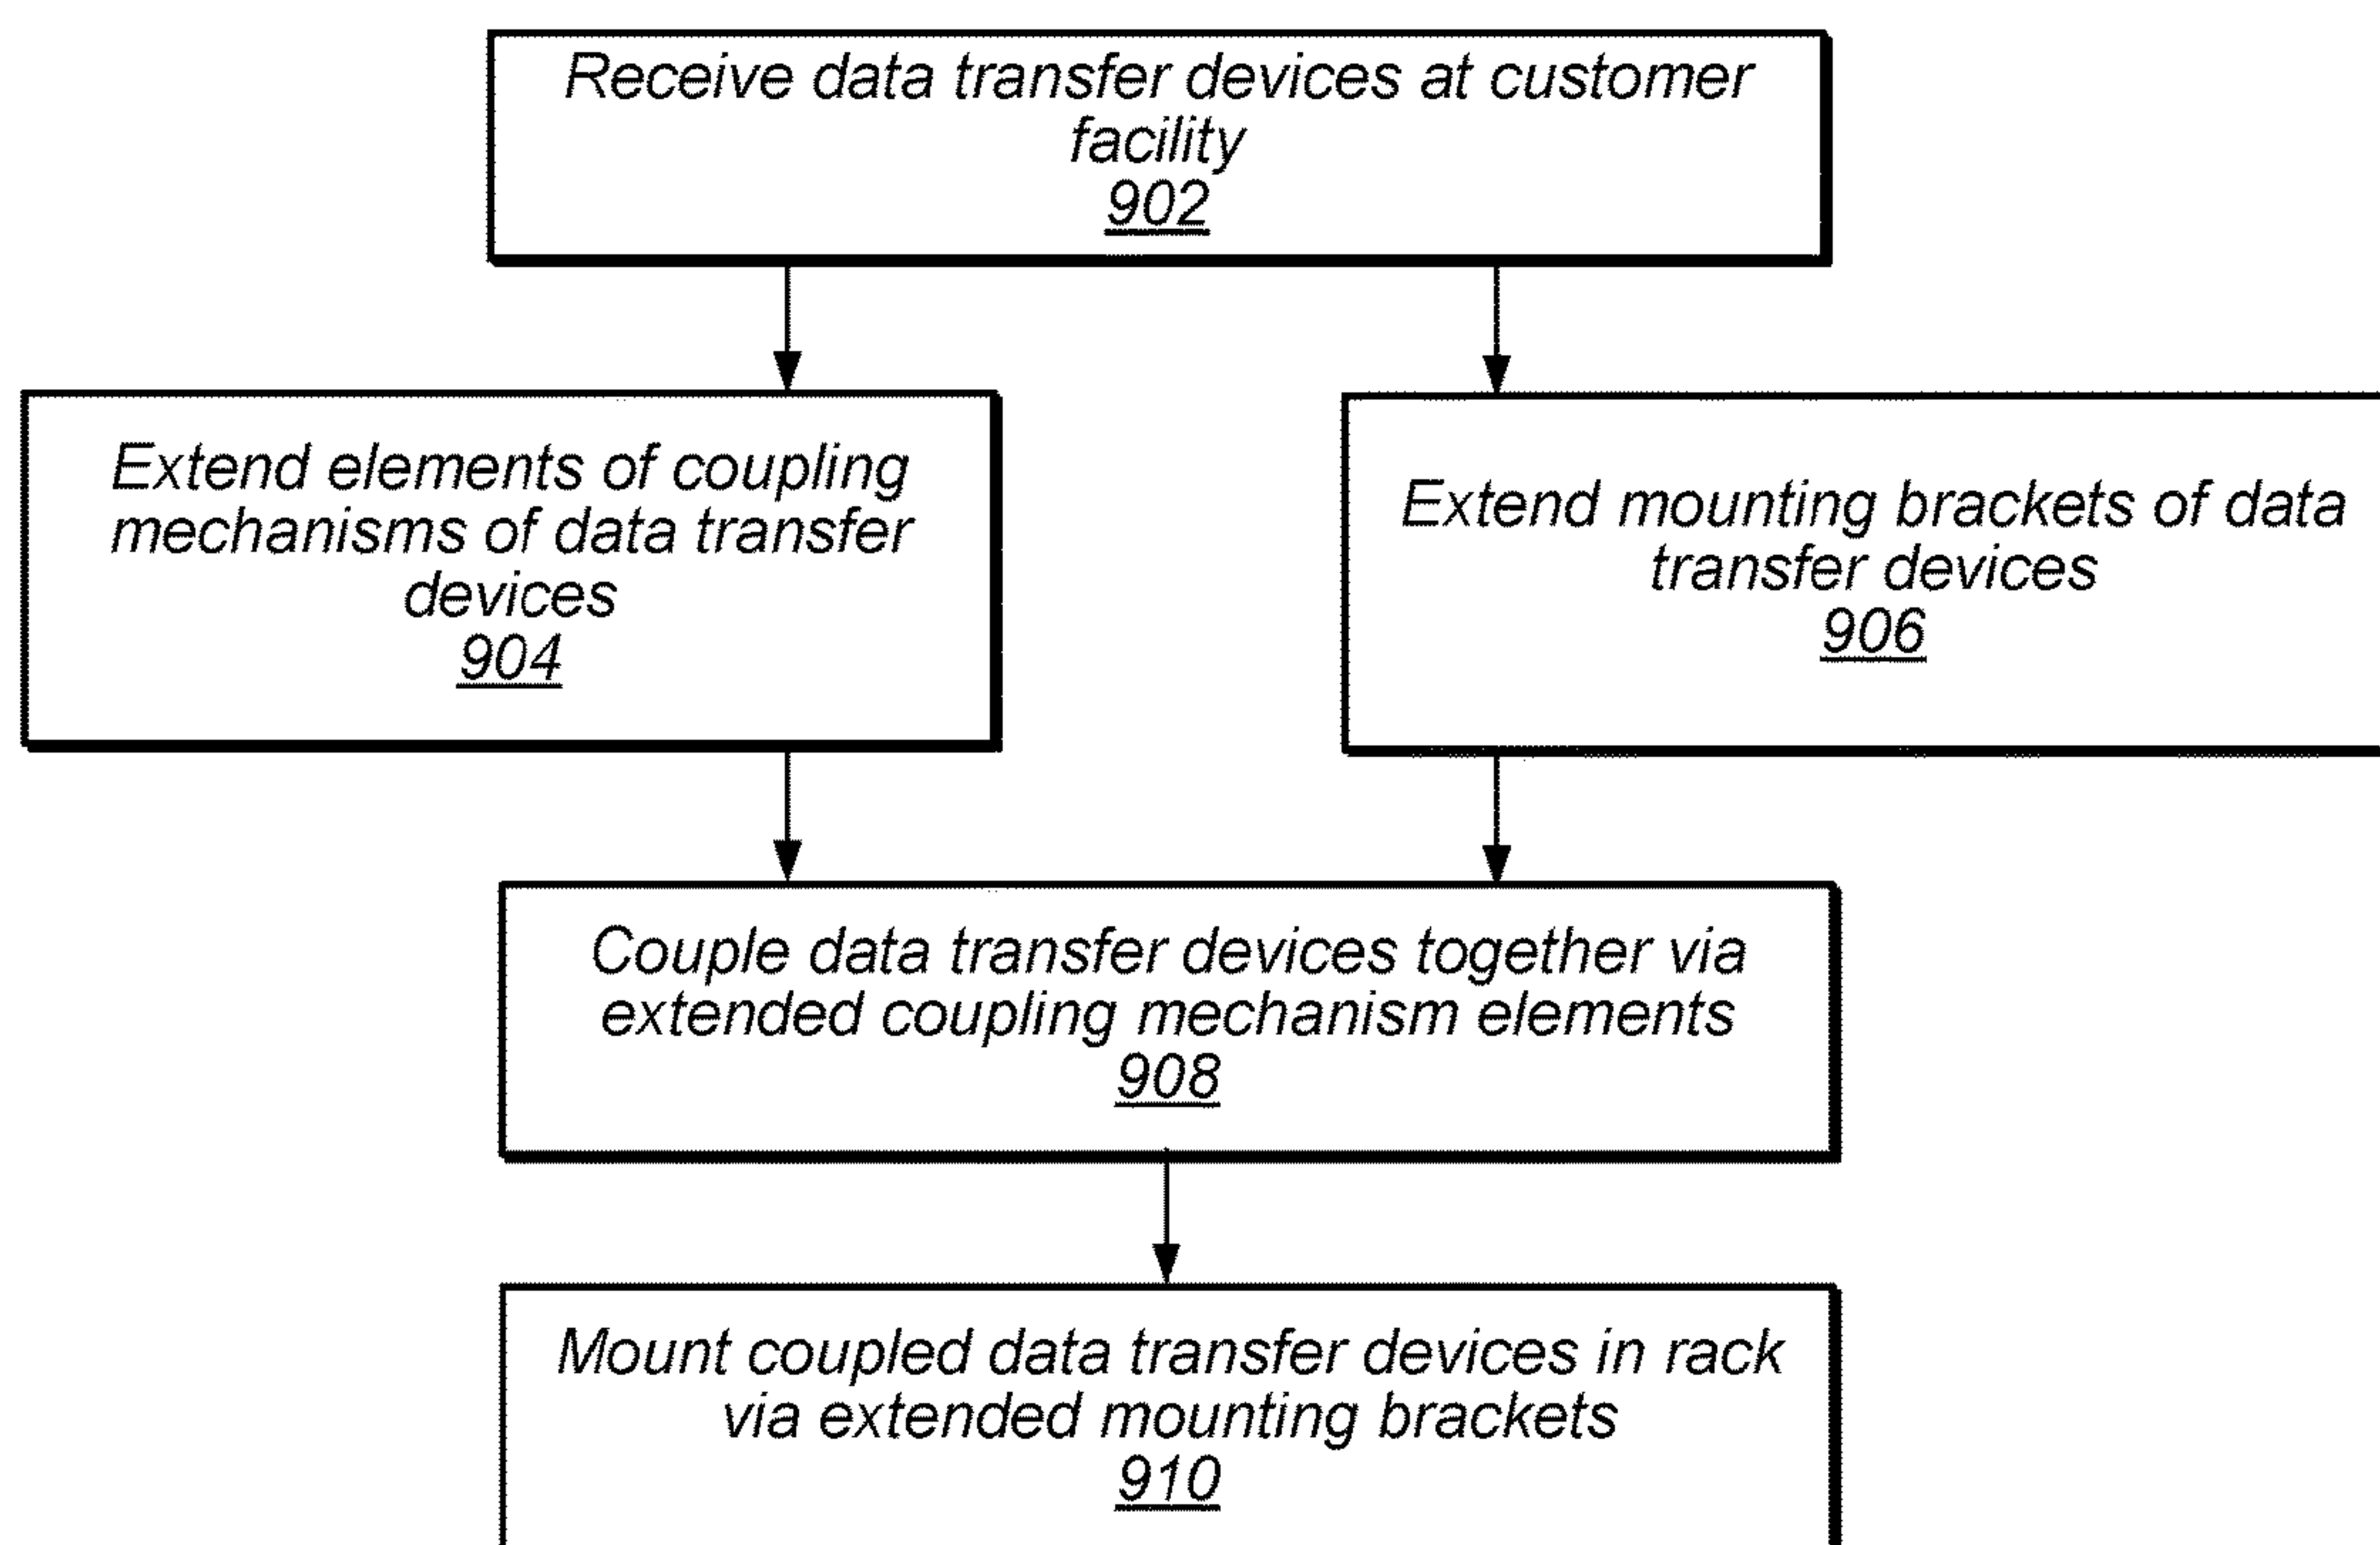 Receive data transfer devices at customer
facility
902
Extend elements of coupling
mechanisms of data transfer
devices
904
Extend mounting brackets of data
transfer devices
906
Couple data transfer devices together via
extended coupling mechanism elements
908
Mount coupled data transfer devices in rack
via extended mounting brackets
910